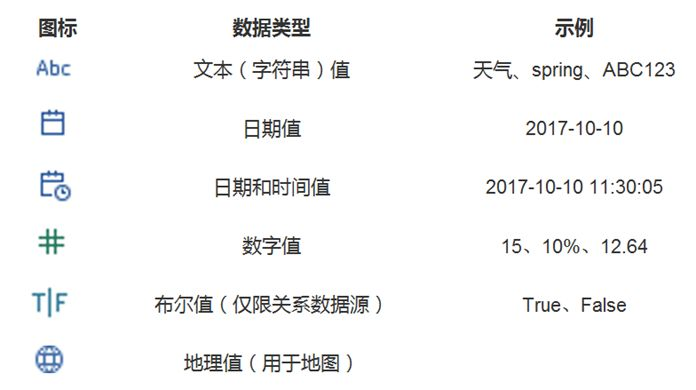 图标 数据类型 示例
Abc 文本（字符串）值 天气、spring、ABC123
日期值 2017-10-10
日期和时间值 2017-10-10 11:30:05
# 数字值 15、10%、12.64
T|F 布尔值（仅限关系数据源） True、False
地理值（用于地图）